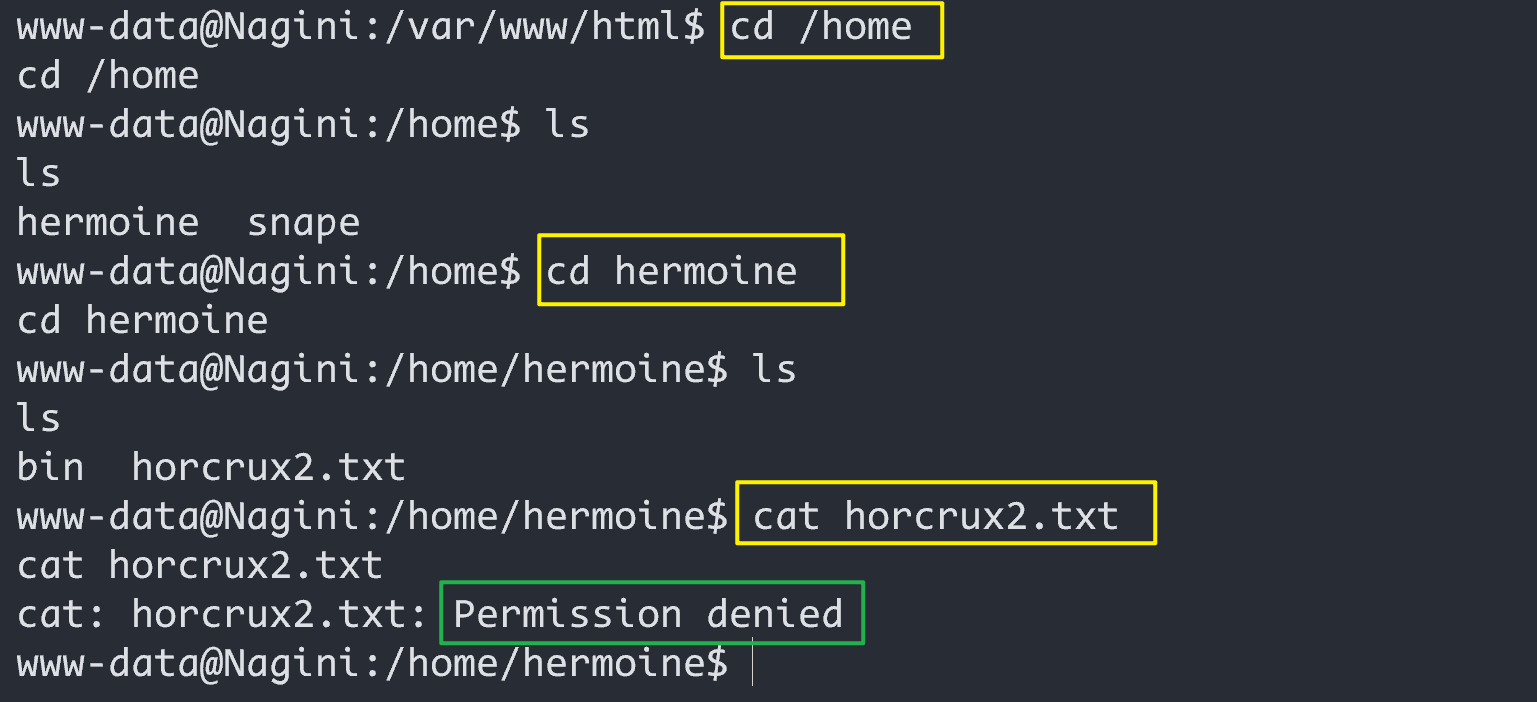 www-data@Nagini:/var/www/html$ cd /home
cd /home
www-data@Nagini:/home$ ls
ls
hermoine  snape
www-data@Nagini:/home$ cd hermoine
cd hermoine
www-data@Nagini:/home/hermoine$ ls
ls
bin  horcrux2.txt
www-data@Nagini:/home/hermoine$ cat horcrux2.txt
cat horcrux2.txt
cat: horcrux2.txt: Permission denied
www-data@Nagini:/home/hermoine$